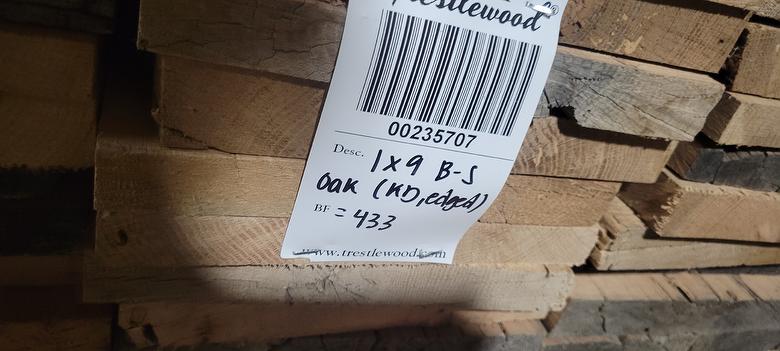 Trestlewood
00235707
Desc. 1x9 B-S
Oak (KD, edged)
BF = 433
www.trestlewood.com